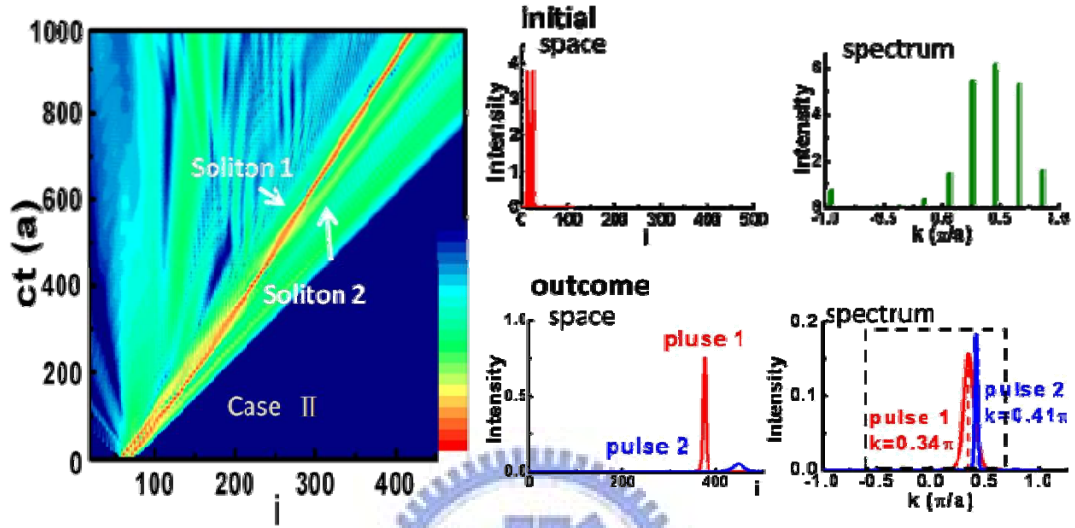 1000
800
600
400
200
0
ct (a)
100
200
300
400
i
Soliton 1
Soliton 2
Case II
initial
space
Intensity
4
3
2
1
0
0
100
200
300
400
500
i
spectrum
Intensity
6
4
2
0
-1.0
-0.5
0.0
0.5
1.0
k (π/a)
outcome
space
Intensity
1.0
0.5
0.0
0
200
400
i
pluse 1
pulse 2
spectrum
Intensity
0.2
0.1
0.0
-1.0
-0.5
0.0
0.5
1.0
k (π/a)
pulse 1
k=0.34π
pulse 2
k=0.41π